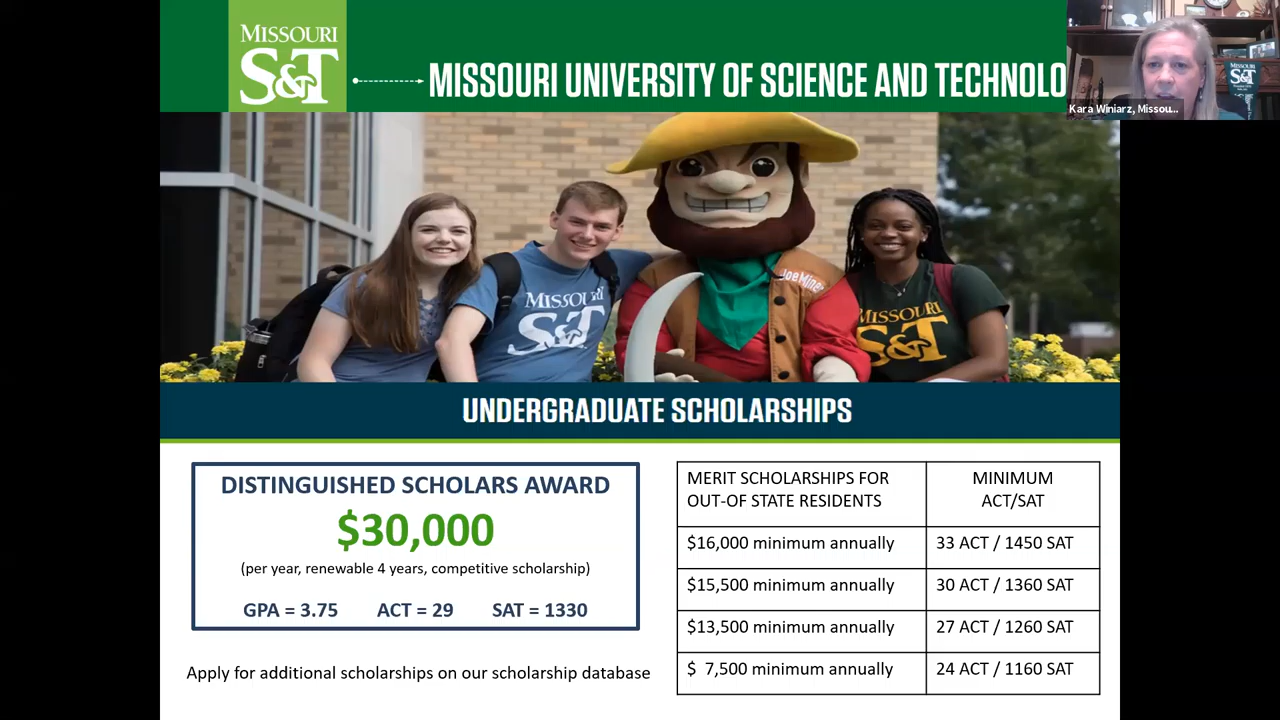 MISSOURI
S&T
MISSOURI UNIVERSITY OF SCIENCE AND TECHNOLO
MISSOURI
S&T
Kara Winiarz, Missou...
Joe Miner
MISSOURI
S&T
MISSOURI
S&T
UNDERGRADUATE SCHOLARSHIPS
DISTINGUISHED SCHOLARS AWARD
$30,000
(per year, renewable 4 years, competitive scholarship)
GPA = 3.75 ACT = 29 SAT = 1330
Apply for additional scholarships on our scholarship database
MERIT SCHOLARSHIPS FOR
OUT-OF STATE RESIDENTS
MINIMUM
ACT/SAT
$16,000 minimum annually 33 ACT / 1450 SAT
$15,500 minimum annually 30 ACT / 1360 SAT
$13,500 minimum annually 27 ACT / 1260 SAT
$ 7,500 minimum annually 24 ACT / 1160 SAT